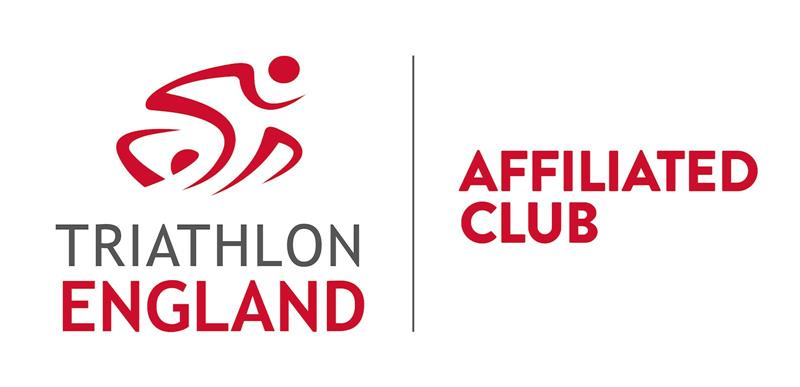 TRIATHLON
ENGLAND
AFFILIATED
CLUB